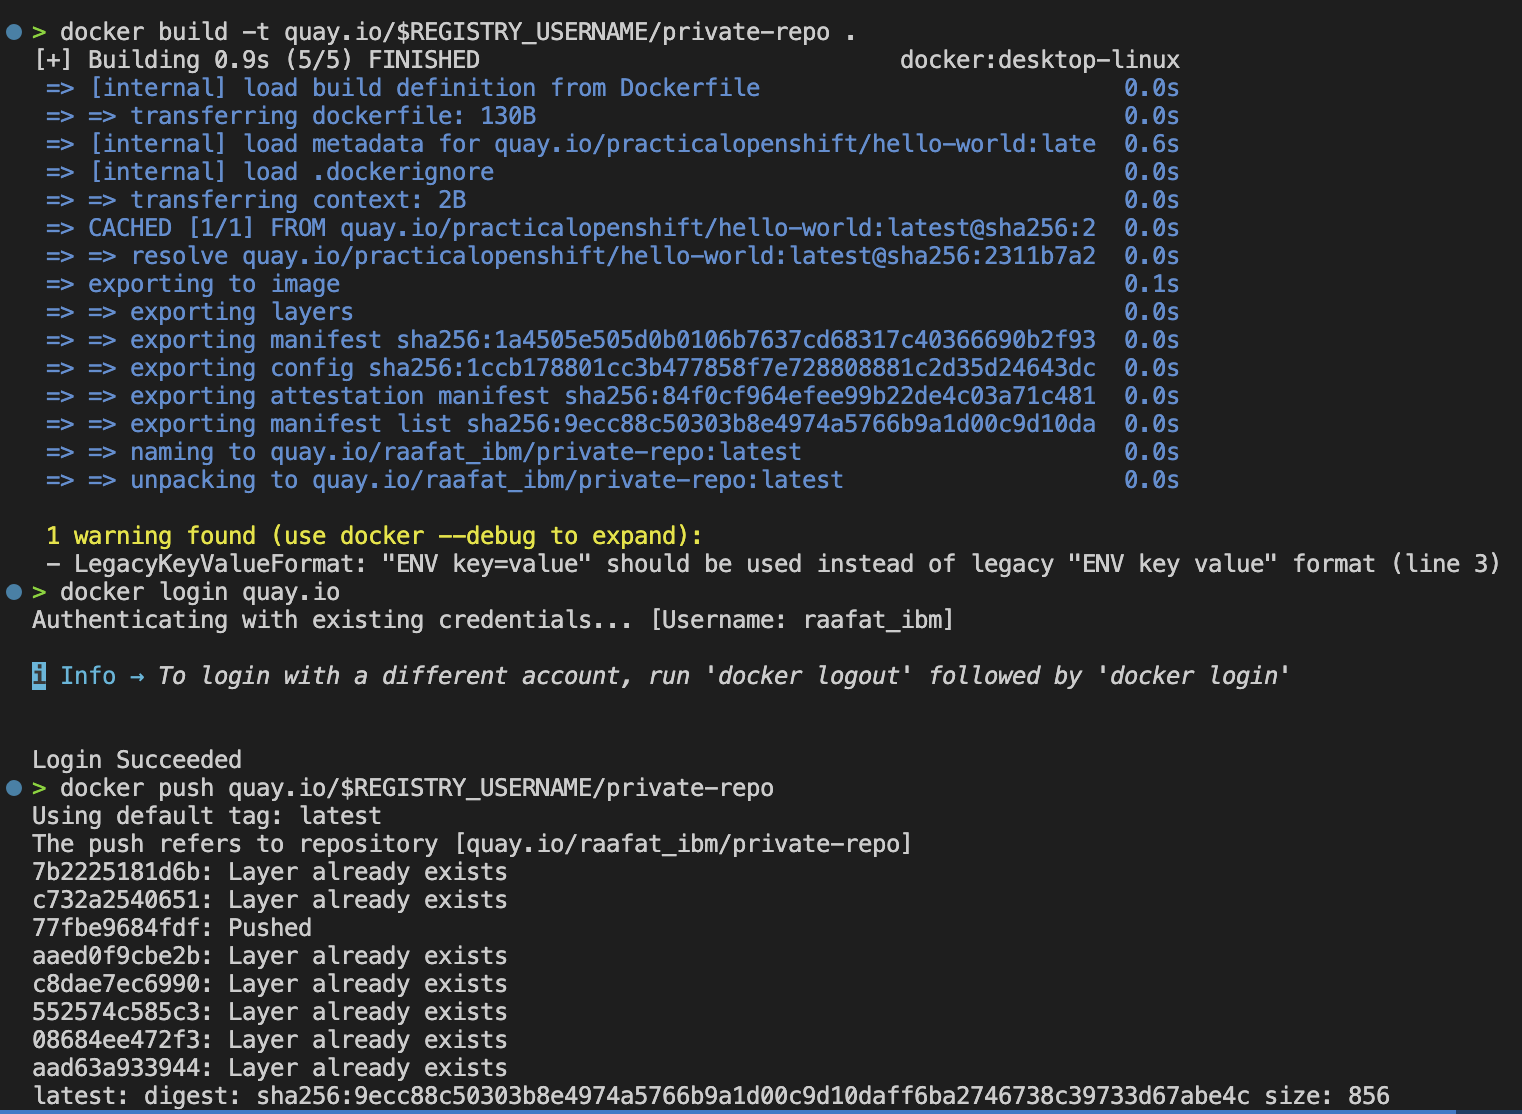 > docker build -t quay.io/$REGISTRY_USERNAME/private-repo .
[+] Building 0.9s (5/5) FINISHED docker:desktop-linux
=> [internal] load build definition from Dockerfile 0.0s
=> => transferring dockerfile: 130B 0.0s
=> [internal] load metadata for quay.io/practicalopenshift/hello-world:late 0.6s
=> [internal] load .dockerignore 0.0s
=> => transferring context: 2B 0.0s
=> CACHED [1/1] FROM quay.io/practicalopenshift/hello-world:latest@sha256:2 0.0s
=> => resolve quay.io/practicalopenshift/hello-world:latest@sha256:2311b7a2 0.0s
=> exporting to image 0.1s
=> => exporting layers 0.0s
=> => exporting manifest sha256:1a4505e505d0b0106b7637cd68317c40366690b2f93 0.0s
=> => exporting config sha256:1ccb178801cc3b477858f7e728808881c2d35d24643dc 0.0s
=> => exporting attestation manifest sha256:84f0cf964efee99b22de4c03a71c481 0.0s
=> => exporting manifest list sha256:9ecc88c50303b8e4974a5766b9a1d00c9d10da 0.0s
=> => naming to quay.io/raafat_ibm/private-repo:latest 0.0s
=> => unpacking to quay.io/raafat_ibm/private-repo:latest 0.0s
1 warning found (use docker --debug to expand):
- LegacyKeyValueFormat: "ENV key=value" should be used instead of legacy "ENV key value" format (line 3)
> docker login quay.io
Authenticating with existing credentials... [Username: raafat_ibm]
i Info → To login with a different account, run 'docker logout' followed by 'docker login'
Login Succeeded
> docker push quay.io/$REGISTRY_USERNAME/private-repo
Using default tag: latest
The push refers to repository [quay.io/raafat_ibm/private-repo]
7b2225181d6b: Layer already exists
c732a2540651: Layer already exists
77fbe9684fdf: Pushed
aaed0f9cbe2b: Layer already exists
c8dae7ec6990: Layer already exists
552574c585c3: Layer already exists
08684ee472f3: Layer already exists
aad63a933944: Layer already exists
latest: digest: sha256:9ecc88c50303b8e4974a5766b9a1d00c9d10daff6ba2746738c39733d67abe4c size: 856